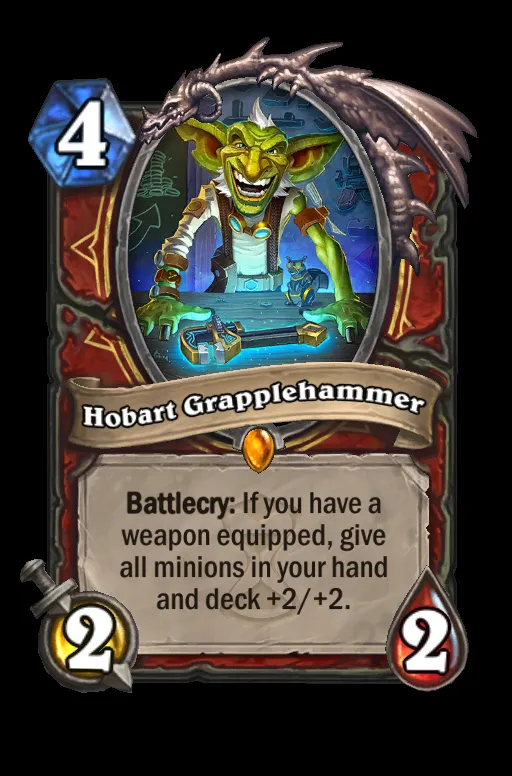 4
Hobart Grapplehammer
Battlecry: If you have a
weapon equipped, give
all minions in your hand
and deck +2/+2.
2
2